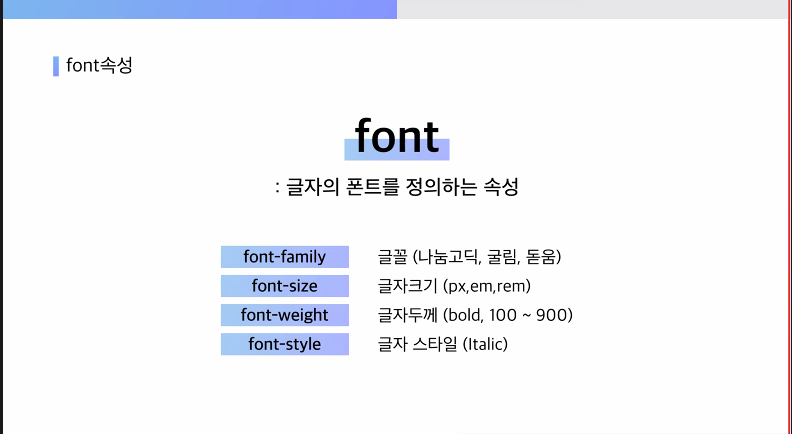 font속성
font
: 글자의 폰트를 정의하는 속성
font-family 글꼴 (나눔고딕, 굴림, 돋움)
font-size 글자크기 (px,em,rem)
font-weight 글자두께 (bold, 100 ~ 900)
font-style 글자 스타일 (Italic)